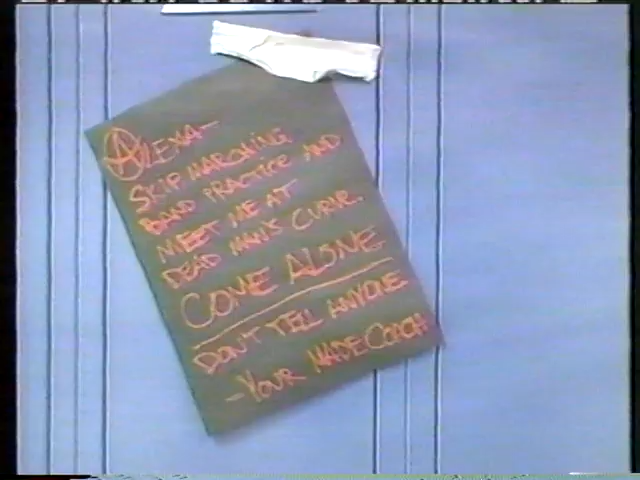 ALEXA-
SKIP MARCHING
BAND PRACTICE AND
MEET ME AT
DEAD MAN'S CURVE.
COME ALONE
DON'T TELL ANYONE
-YOUR MADE COACH